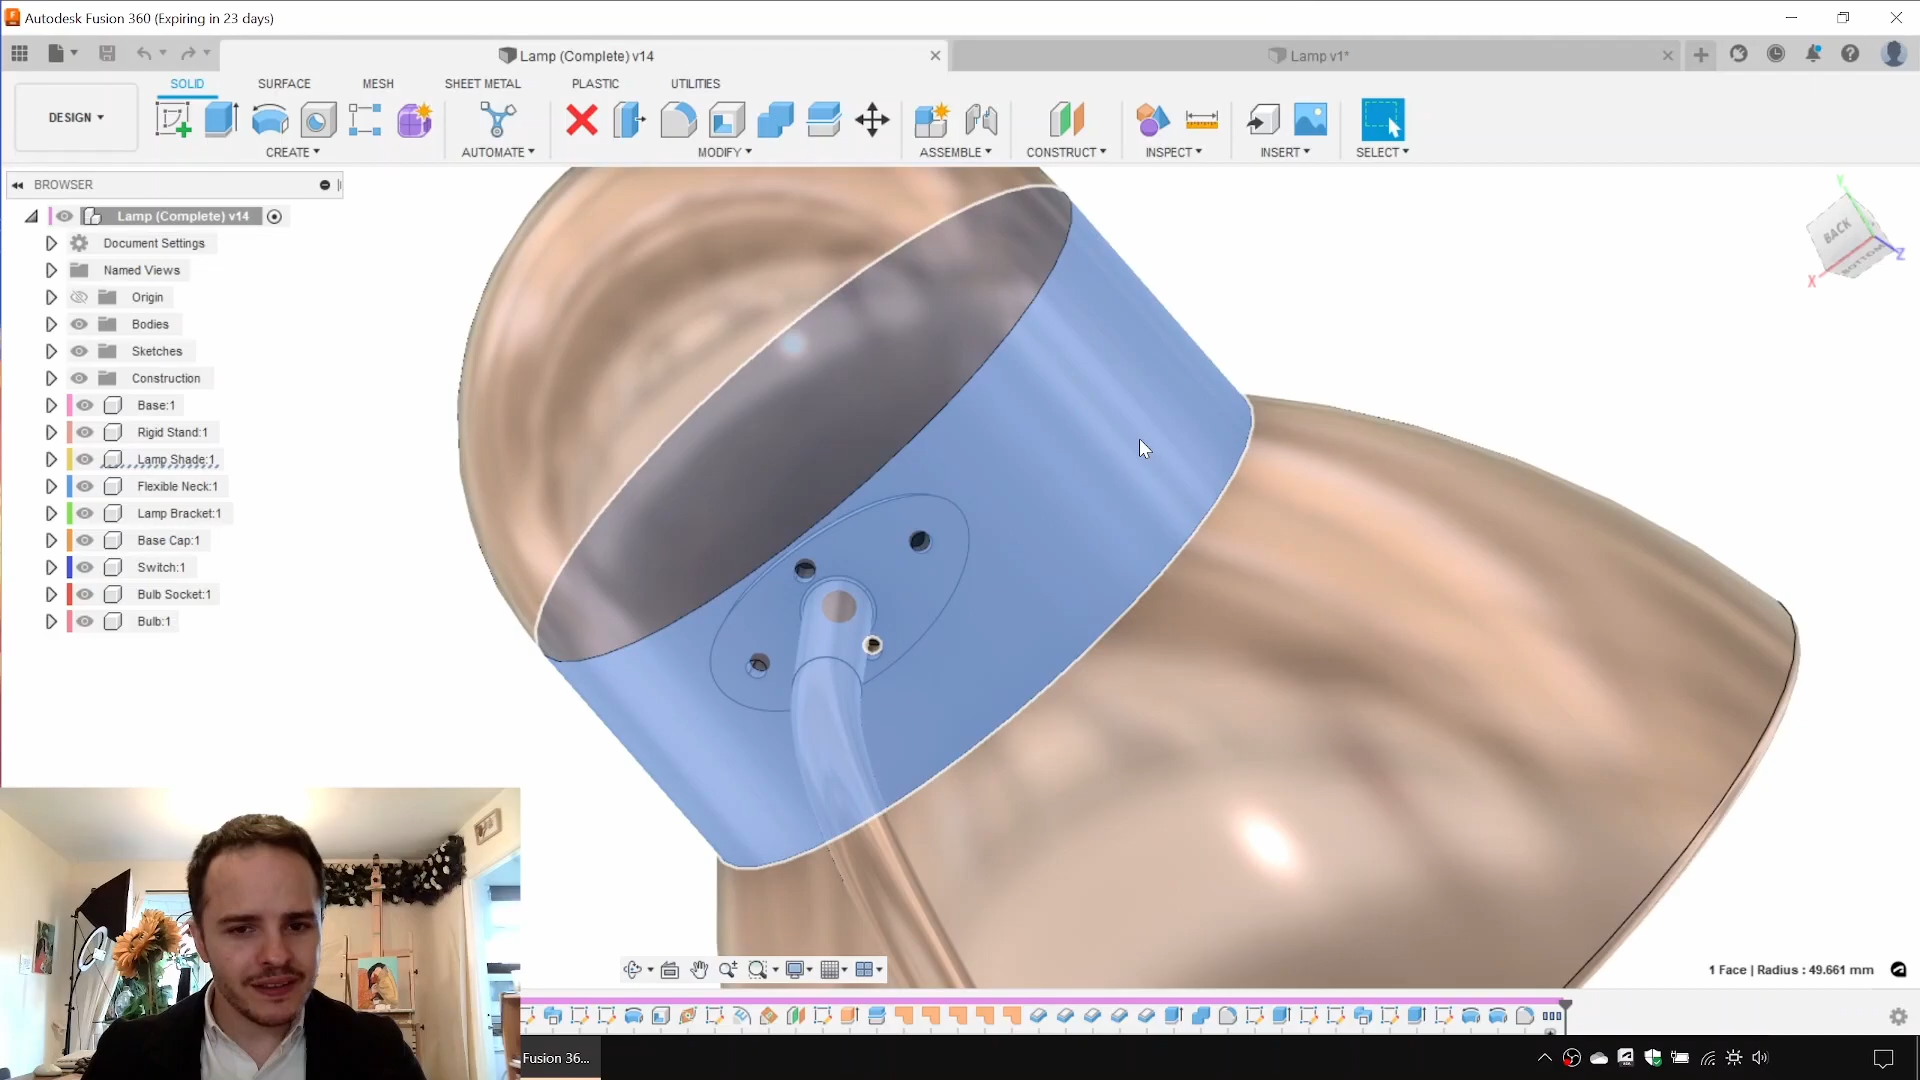 Autodesk Fusion 360 (Expiring in 23 days)
Lamp (Complete) v14
Lamp v1*
SOLID
SURFACE
MESH
SHEET METAL
PLASTIC
UTILITIES
DESIGN
CREATE
AUTOMATE
MODIFY
ASSEMBLE
CONSTRUCT
INSPECT
INSERT
SELECT
BROWSER
Lamp (Complete) v14
Document Settings
Named Views
Origin
Bodies
Sketches
Construction
Base:1
Rigid Stand:1
Lamp Shade:1
Flexible Neck:1
Lamp Bracket:1
Base Cap:1
Switch:1
Bulb Socket:1
Bulb:1
Y
BACK
BOTTOM
Z
X
1 Face | Radius : 49.661 mm
Fusion 36...